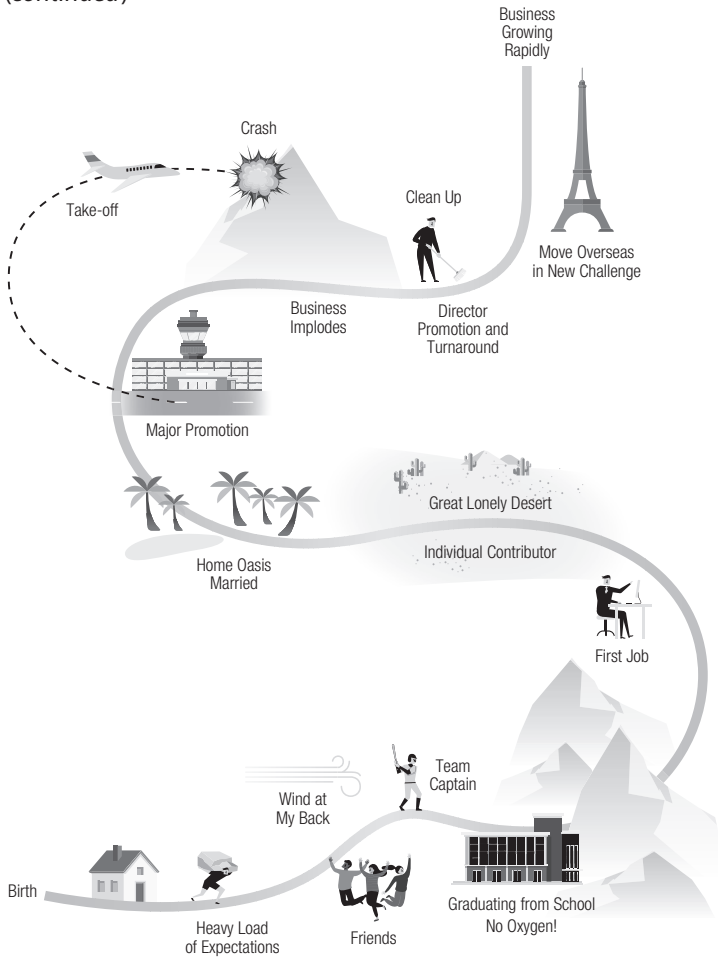 (continued)
Business
Growing
Rapidly
Crash
Take-off
Clean Up
Move Overseas
in New Challenge
Business
Implodes
Director
Promotion and
Turnaround
Major Promotion
Great Lonely Desert
Individual Contributor
Home Oasis
Married
First Job
Team
Captain
Wind at
My Back
Birth
Heavy Load
of Expectations
Friends
Graduating from School
No Oxygen!